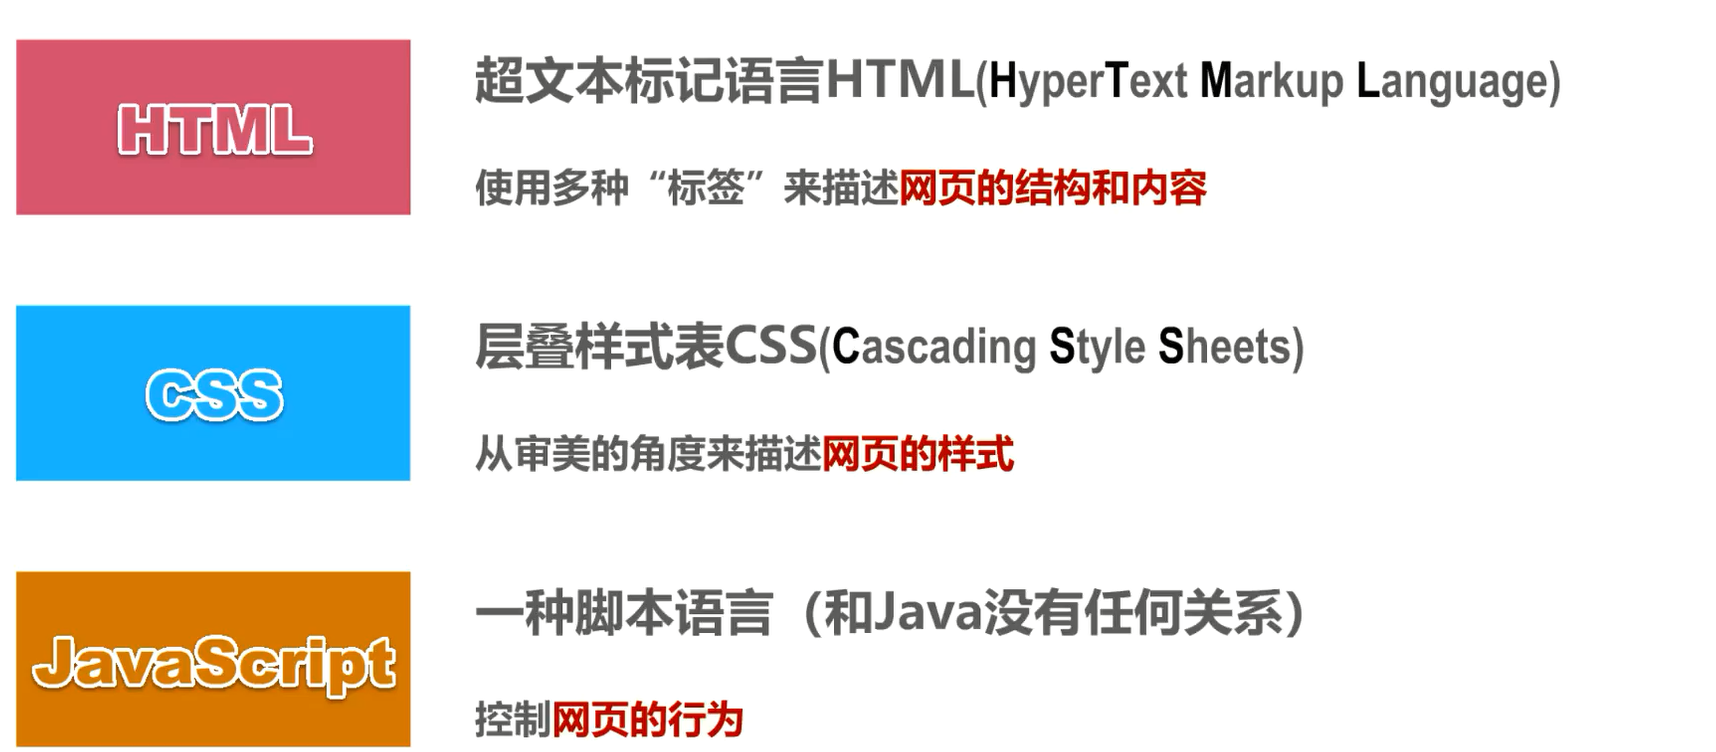 HTML
超文本标记语言HTML(HyperText Markup Language)
使用多种“标签”来描述网页的结构和内容
CSS
层叠样式表CSS(Cascading Style Sheets)
从审美的角度来描述网页的样式
JavaScript
一种脚本语言（和Java没有任何关系）
控制网页的行为